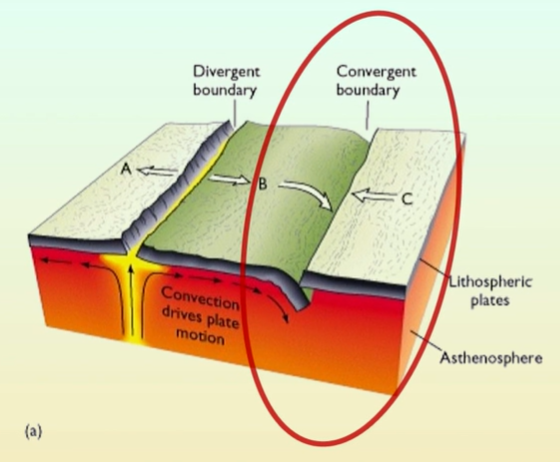 Divergent
boundary
Convergent
boundary
A
B
C
Convection
drives plate
motion
Lithospheric
plates
Asthenosphere
(a)